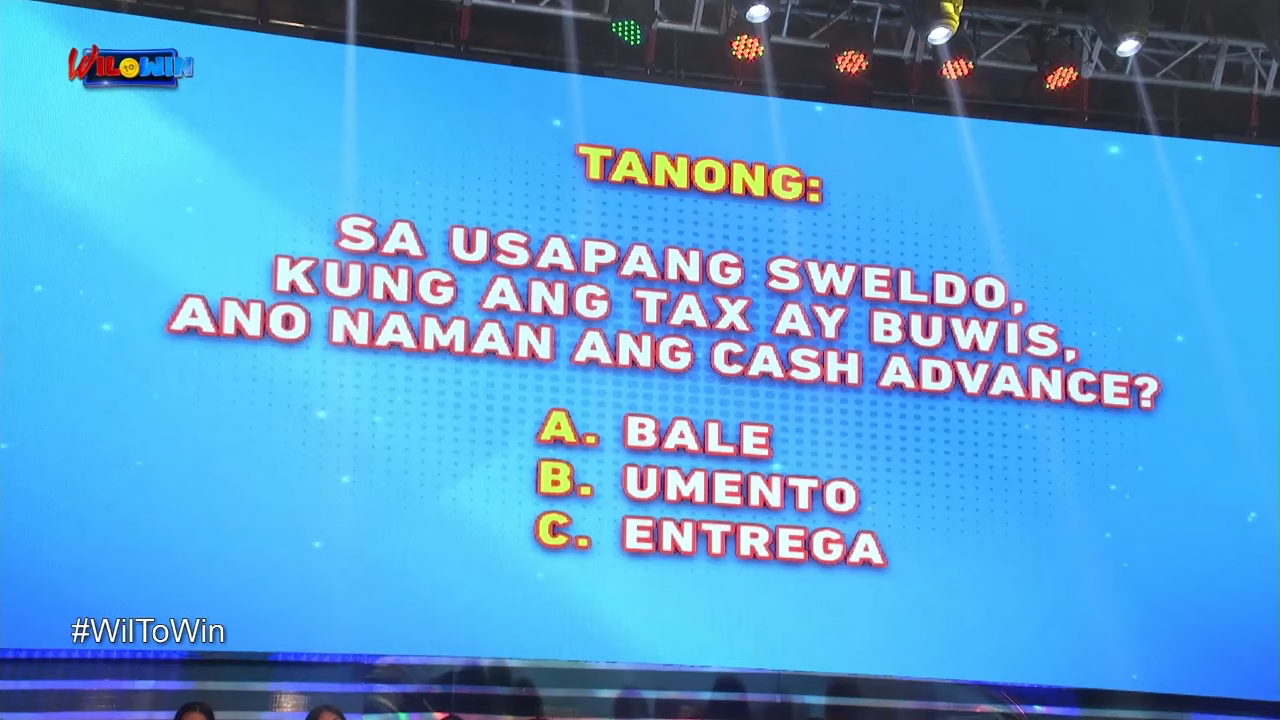 WIL to WIN
TANONG:
SA USAPANG SWELDO,
KUNG ANG TAX AY BUWIS,
ANO NAMAN ANG CASH ADVANCE?
A. BALE
B. UMENTO
C. ENTREGA
#WilToWin